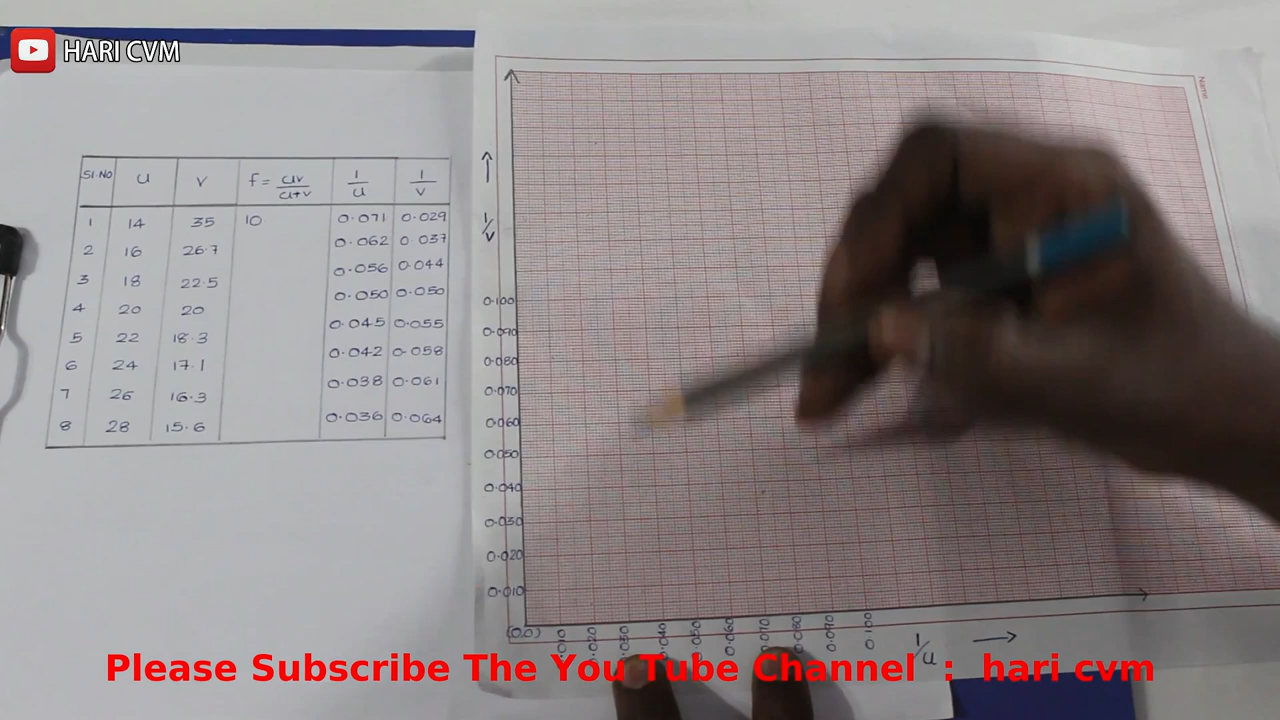 HARI CVM
Sl.NO u v f = uv/u+v 1/u 1/v
1 14 35 10 0.071 0.029
2 16 26.7 0.062 0.037
3 18 22.5 0.056 0.044
4 20 20 0.050 0.050
5 22 18.3 0.045 0.055
6 24 17.1 0.042 0.058
7 26 16.3 0.038 0.061
8 28 15.6 0.036 0.064
Name
1/v
0.100
0.090
0.080
0.070
0.060
0.050
0.040
0.030
0.020
0.010
(0,0) 0.010 0.020 0.030 0.040 0.050 0.060 0.070 0.080 0.090 0.100
1/u
Please Subscribe The You Tube Channel : hari cvm